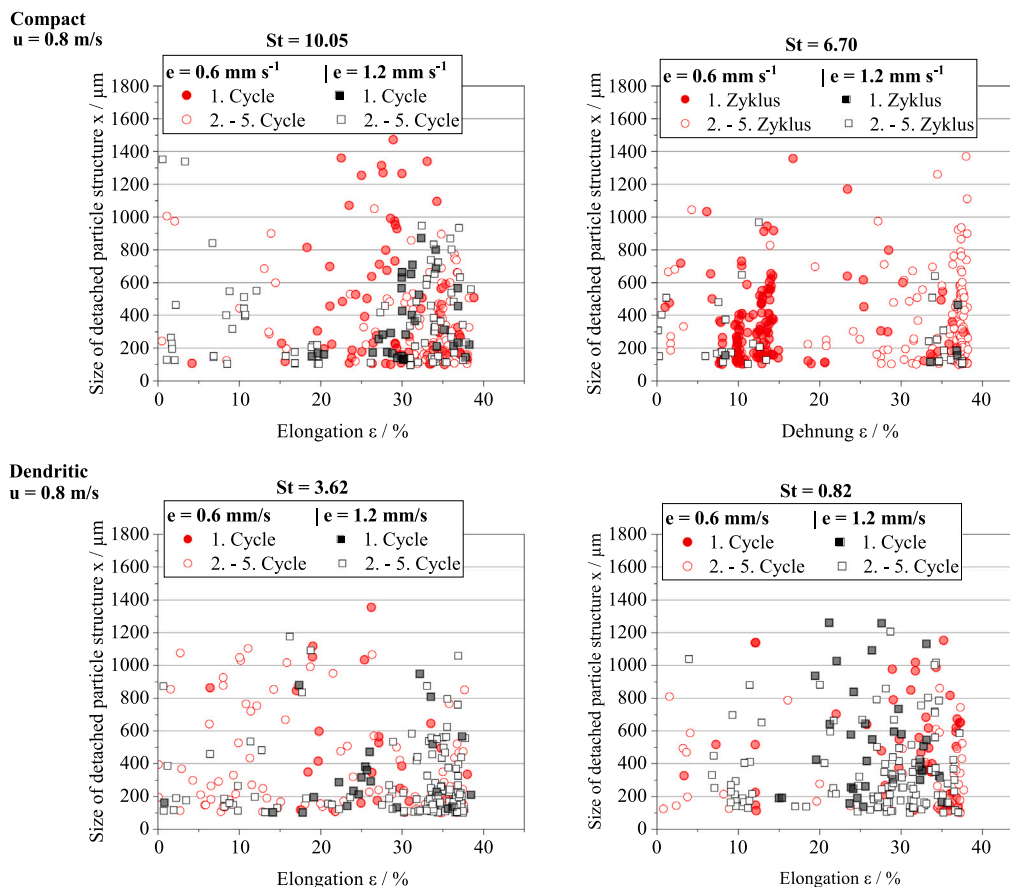 Compact
u = 0.8 m/s
St = 10.05
e = 0.6 mm s⁻¹ | e = 1.2 mm s⁻¹
1. Cycle 1. Cycle
2. - 5. Cycle 2. - 5. Cycle
Size of detached particle structure x / µm
1800
1600
1400
1200
1000
800
600
400
200
0
0 10 20 30 40
Elongation ε / %
St = 6.70
e = 0.6 mm s⁻¹ | e = 1.2 mm s⁻¹
1. Zyklus 1. Zyklus
2. - 5. Zyklus 2. - 5. Zyklus
Size of detached particle structure x / µm
1800
1600
1400
1200
1000
800
600
400
200
0
0 10 20 30 40
Dehnung ε / %
Dendritic
u = 0.8 m/s
St = 3.62
e = 0.6 mm/s | e = 1.2 mm/s
1. Cycle 1. Cycle
2. - 5. Cycle 2. - 5. Cycle
Size of detached particle structure x / µm
1800
1600
1400
1200
1000
800
600
400
200
0
0 10 20 30 40
Elongation ε / %
St = 0.82
e = 0.6 mm/s | e = 1.2 mm/s
1. Cycle 1. Cycle
2. - 5. Cycle 2. - 5. Cycle
Size of detached particle structure x / µm
1800
1600
1400
1200
1000
800
600
400
200
0
0 10 20 30 40
Elongation ε / %